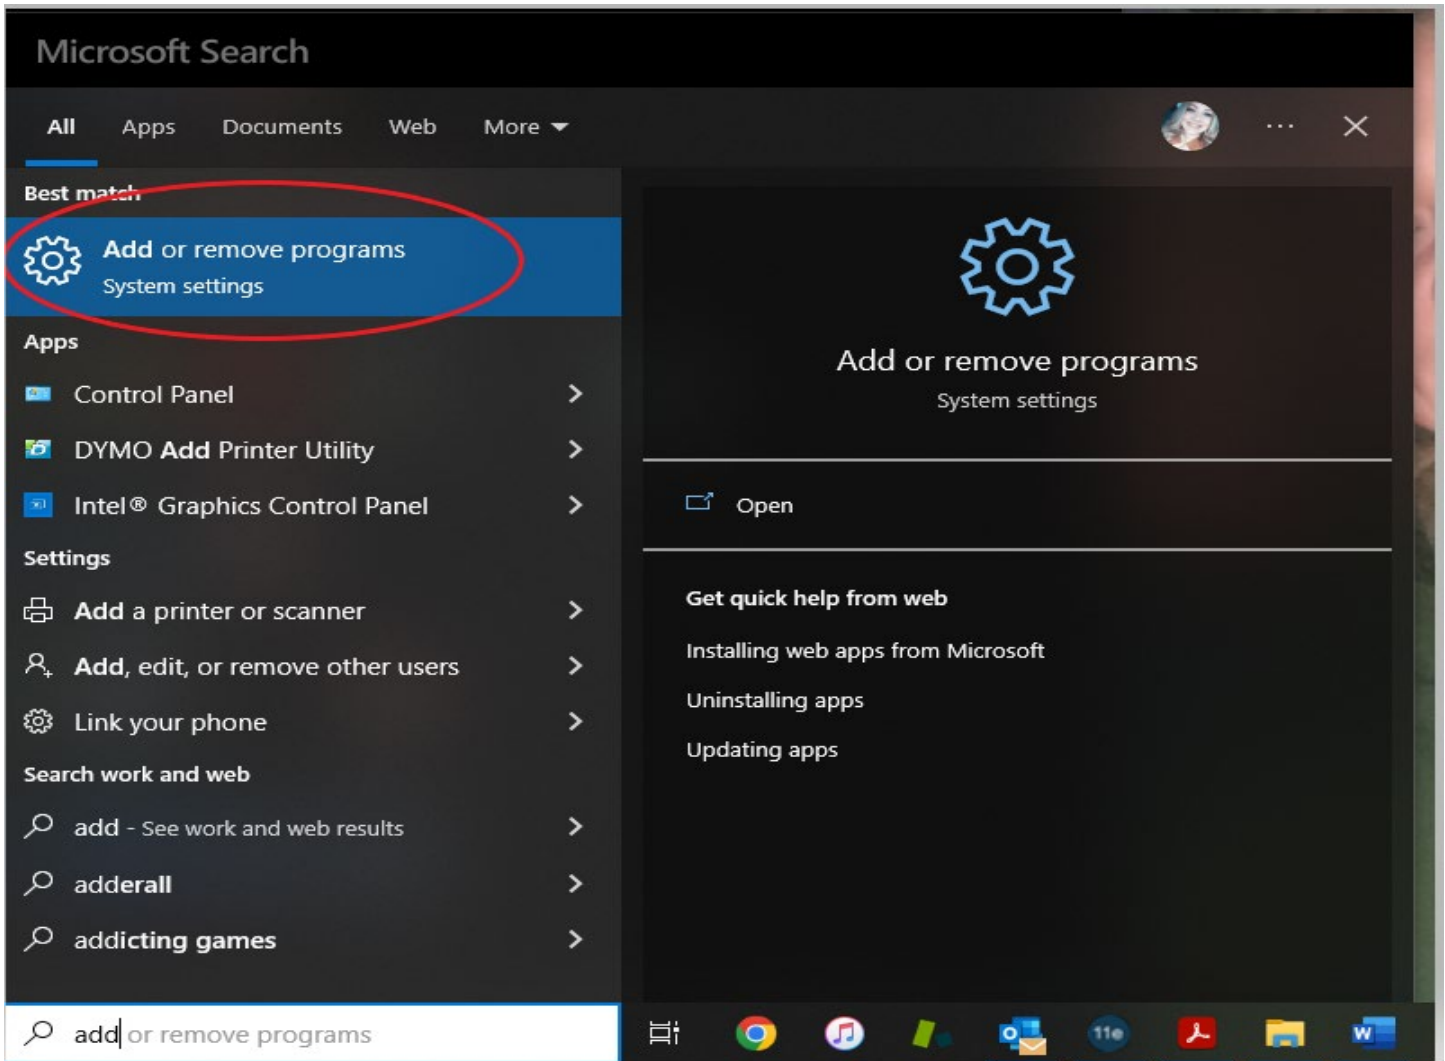 Microsoft Search
All Apps Documents Web More
Best match
Add or remove programs
System settings
Apps
Control Panel
DYMO Add Printer Utility
Intel® Graphics Control Panel
Settings
Add a printer or scanner
Add, edit, or remove other users
Link your phone
Search work and web
add - See work and web results
adderall
addicting games
add or remove programs
Add or remove programs
System settings
Open
Get quick help from web
Installing web apps from Microsoft
Uninstalling apps
Updating apps
11e
W